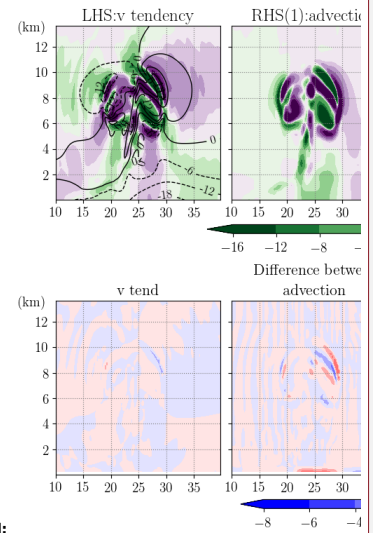 LHS:v tendency RHS(1):advectio
(km)
12
10
8
6
4
2
0
-6
-12
-18
10 15 20 25 30 35 10 15 20 25 30
−16 −12 −8
Difference betwe
v tend advection
(km)
12
10
8
6
4
2
10 15 20 25 30 35 10 15 20 25 30
−8 −6 −4